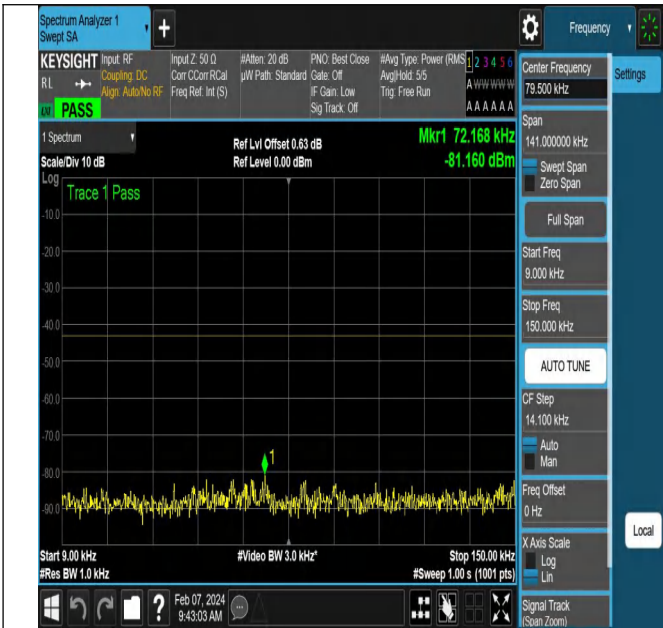 Spectrum Analyzer 1
Swept SA
+
Frequency
KEYSIGHT
RL
PASS
Input: RF
Coupling: DC
Align: Auto/No RF
Input Z: 50 Ω
Corr CCorr RCal
Freq Ref: Int (S)
#Atten: 20 dB
µW Path: Standard
PNO: Best Close
Gate: Off
IF Gain: Low
Sig Track: Off
#Avg Type: Power (RMS
Avg|Hold: 5/5
Trig: Free Run
1 2 3 4 5 6
A W W W W W
A A A A A A
Center Frequency
79.500 kHz
Settings
1 Spectrum
Scale/Div 10 dB
Log
Ref Lvl Offset 0.63 dB
Ref Level 0.00 dBm
Mkr1 72.168 kHz
-81.160 dBm
Trace 1 Pass
-10.0
-20.0
-30.0
-40.0
-50.0
-60.0
-70.0
-80.0
-90.0
1
Start 9.00 kHz
#Res BW 1.0 kHz
#Video BW 3.0 kHz*
Stop 150.00 kHz
#Sweep 1.00 s (1001 pts)
Span
141.000000 kHz
Swept Span
Zero Span
Full Span
Start Freq
9.000 kHz
Stop Freq
150.000 kHz
AUTO TUNE
CF Step
14.100 kHz
Auto
Man
Freq Offset
0 Hz
X Axis Scale
Log
Lin
Signal Track
(Span Zoom)
Local
?
Feb 07, 2024
9:43:03 AM